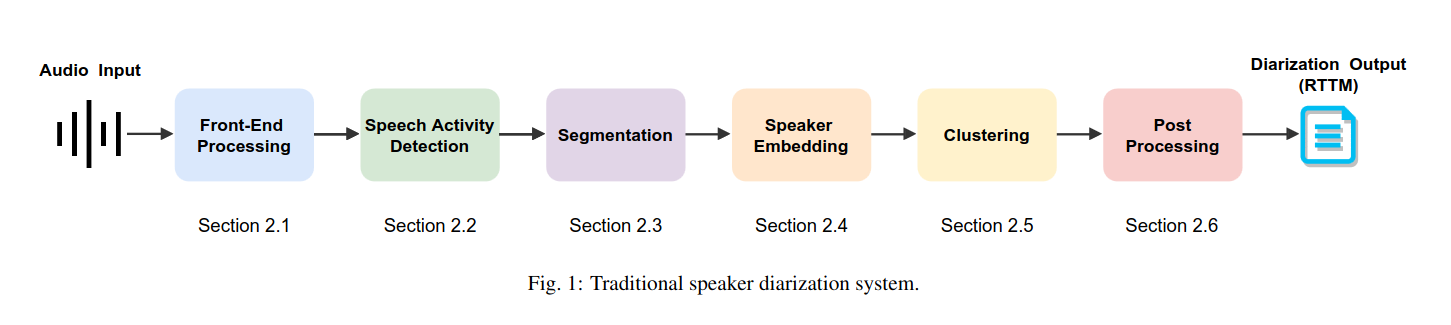 Audio Input
Diarization Output
(RTTM)
Front-End
Processing
Speech Activity
Detection
Segmentation
Speaker
Embedding
Clustering
Post
Processing
Section 2.1
Section 2.2
Section 2.3
Section 2.4
Section 2.5
Section 2.6
Fig. 1: Traditional speaker diarization system.